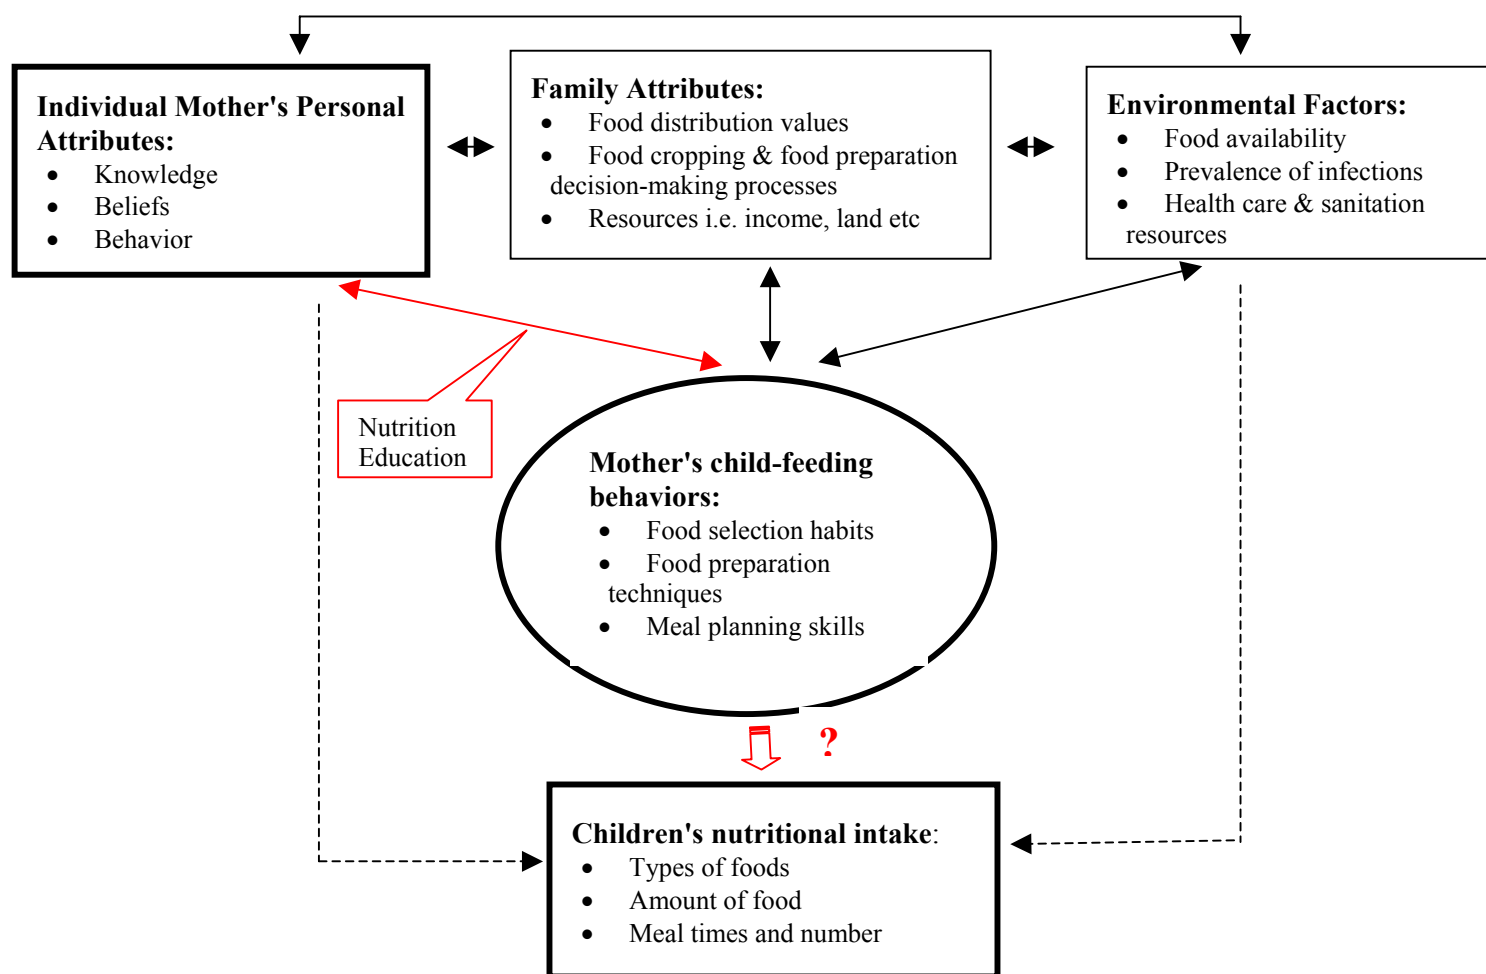 Individual Mother's Personal
Attributes:
• Knowledge
• Beliefs
• Behavior
Family Attributes:
• Food distribution values
• Food cropping & food preparation
decision-making processes
• Resources i.e. income, land etc
Environmental Factors:
• Food availability
• Prevalence of infections
• Health care & sanitation
resources
Nutrition
Education
Mother's child-feeding
behaviors:
• Food selection habits
• Food preparation
techniques
• Meal planning skills
?
Children's nutritional intake:
• Types of foods
• Amount of food
• Meal times and number